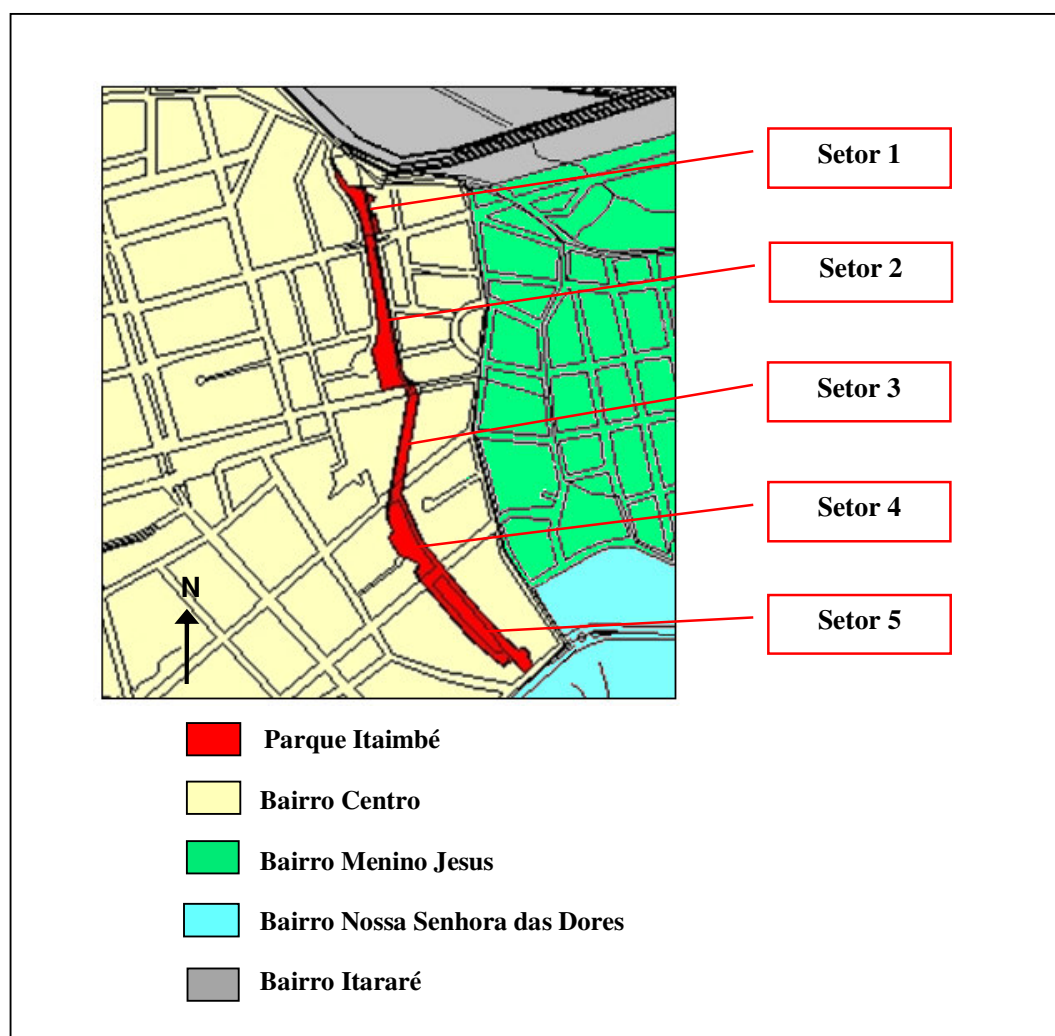 Setor 1
Setor 2
Setor 3
Setor 4
N
Setor 5
Parque Itaimbé
Bairro Centro
Bairro Menino Jesus
Bairro Nossa Senhora das Dores
Bairro Itararé